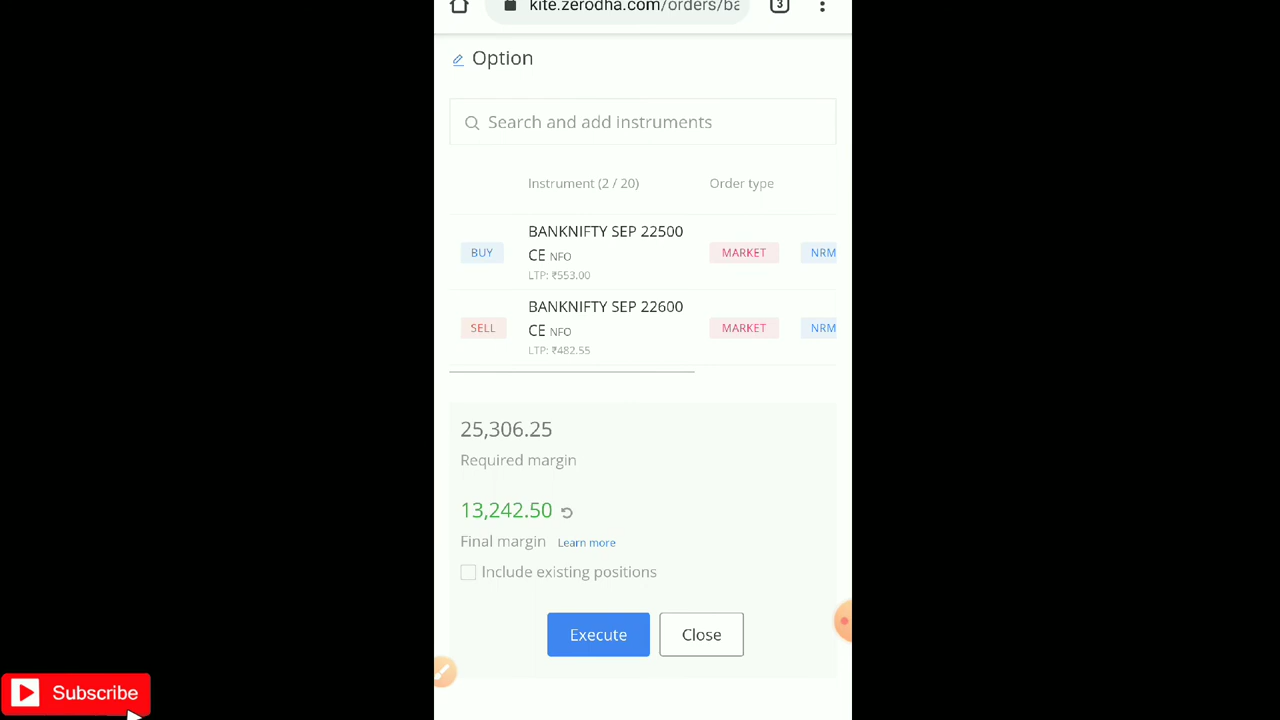 kite.zerodha.com/orders/ba
3
Option
Search and add instruments
Instrument (2 / 20) Order type
BUY BANKNIFTY SEP 22500 CE NFO MARKET NRM
LTP: ₹553.00
SELL BANKNIFTY SEP 22600 CE NFO MARKET NRM
LTP: ₹482.55
25,306.25
Required margin
13,242.50
Final margin Learn more
Include existing positions
Execute Close
Subscribe